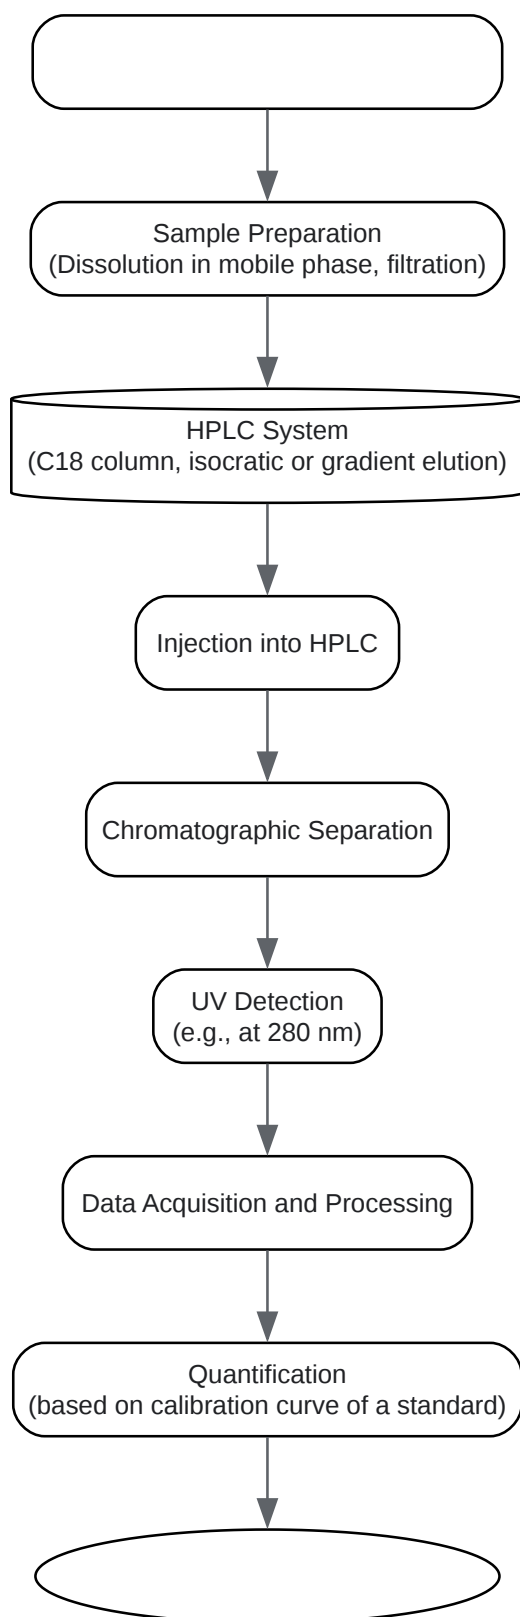 Sample Preparation
(Dissolution in mobile phase, filtration)
HPLC System
(C18 column, isocratic or gradient elution)
Injection into HPLC
Chromatographic Separation
UV Detection
(e.g., at 280 nm)
Data Acquisition and Processing
Quantification
(based on calibration curve of a standard)